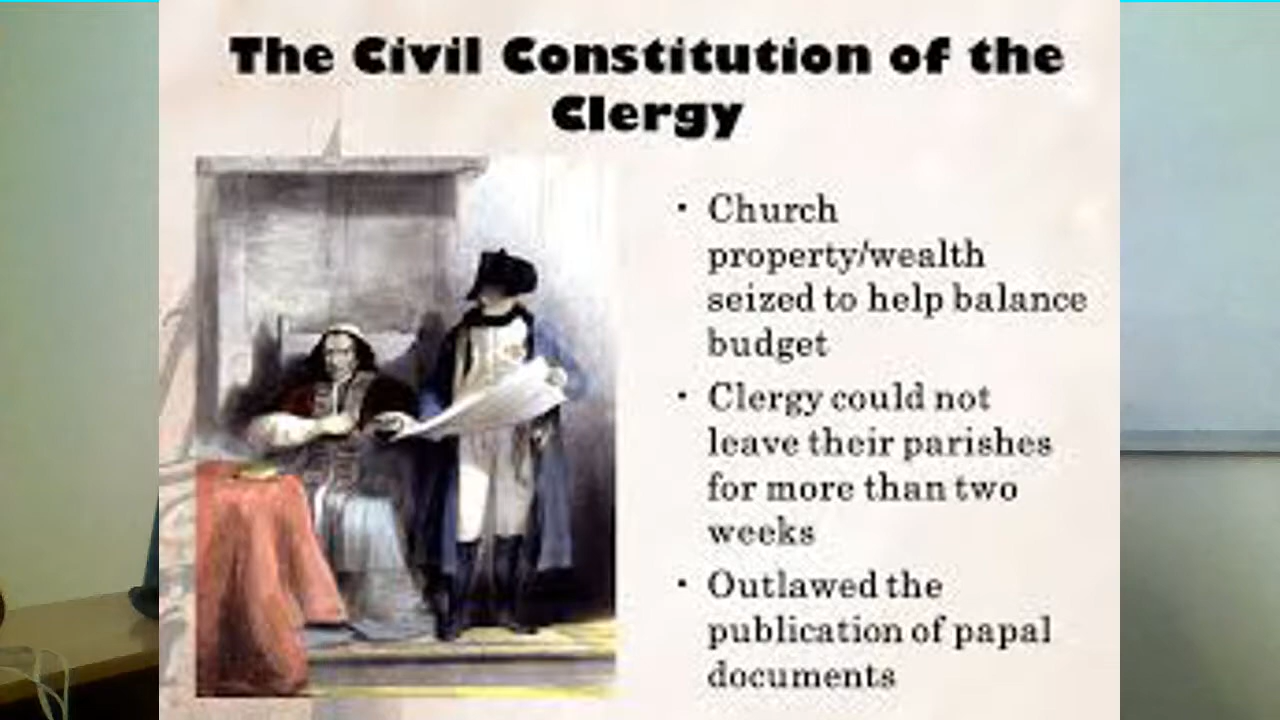 The Civil Constitution of the
Clergy
• Church
property/wealth
seized to help balance
budget
• Clergy could not
leave their parishes
for more than two
weeks
• Outlawed the
publication of papal
documents